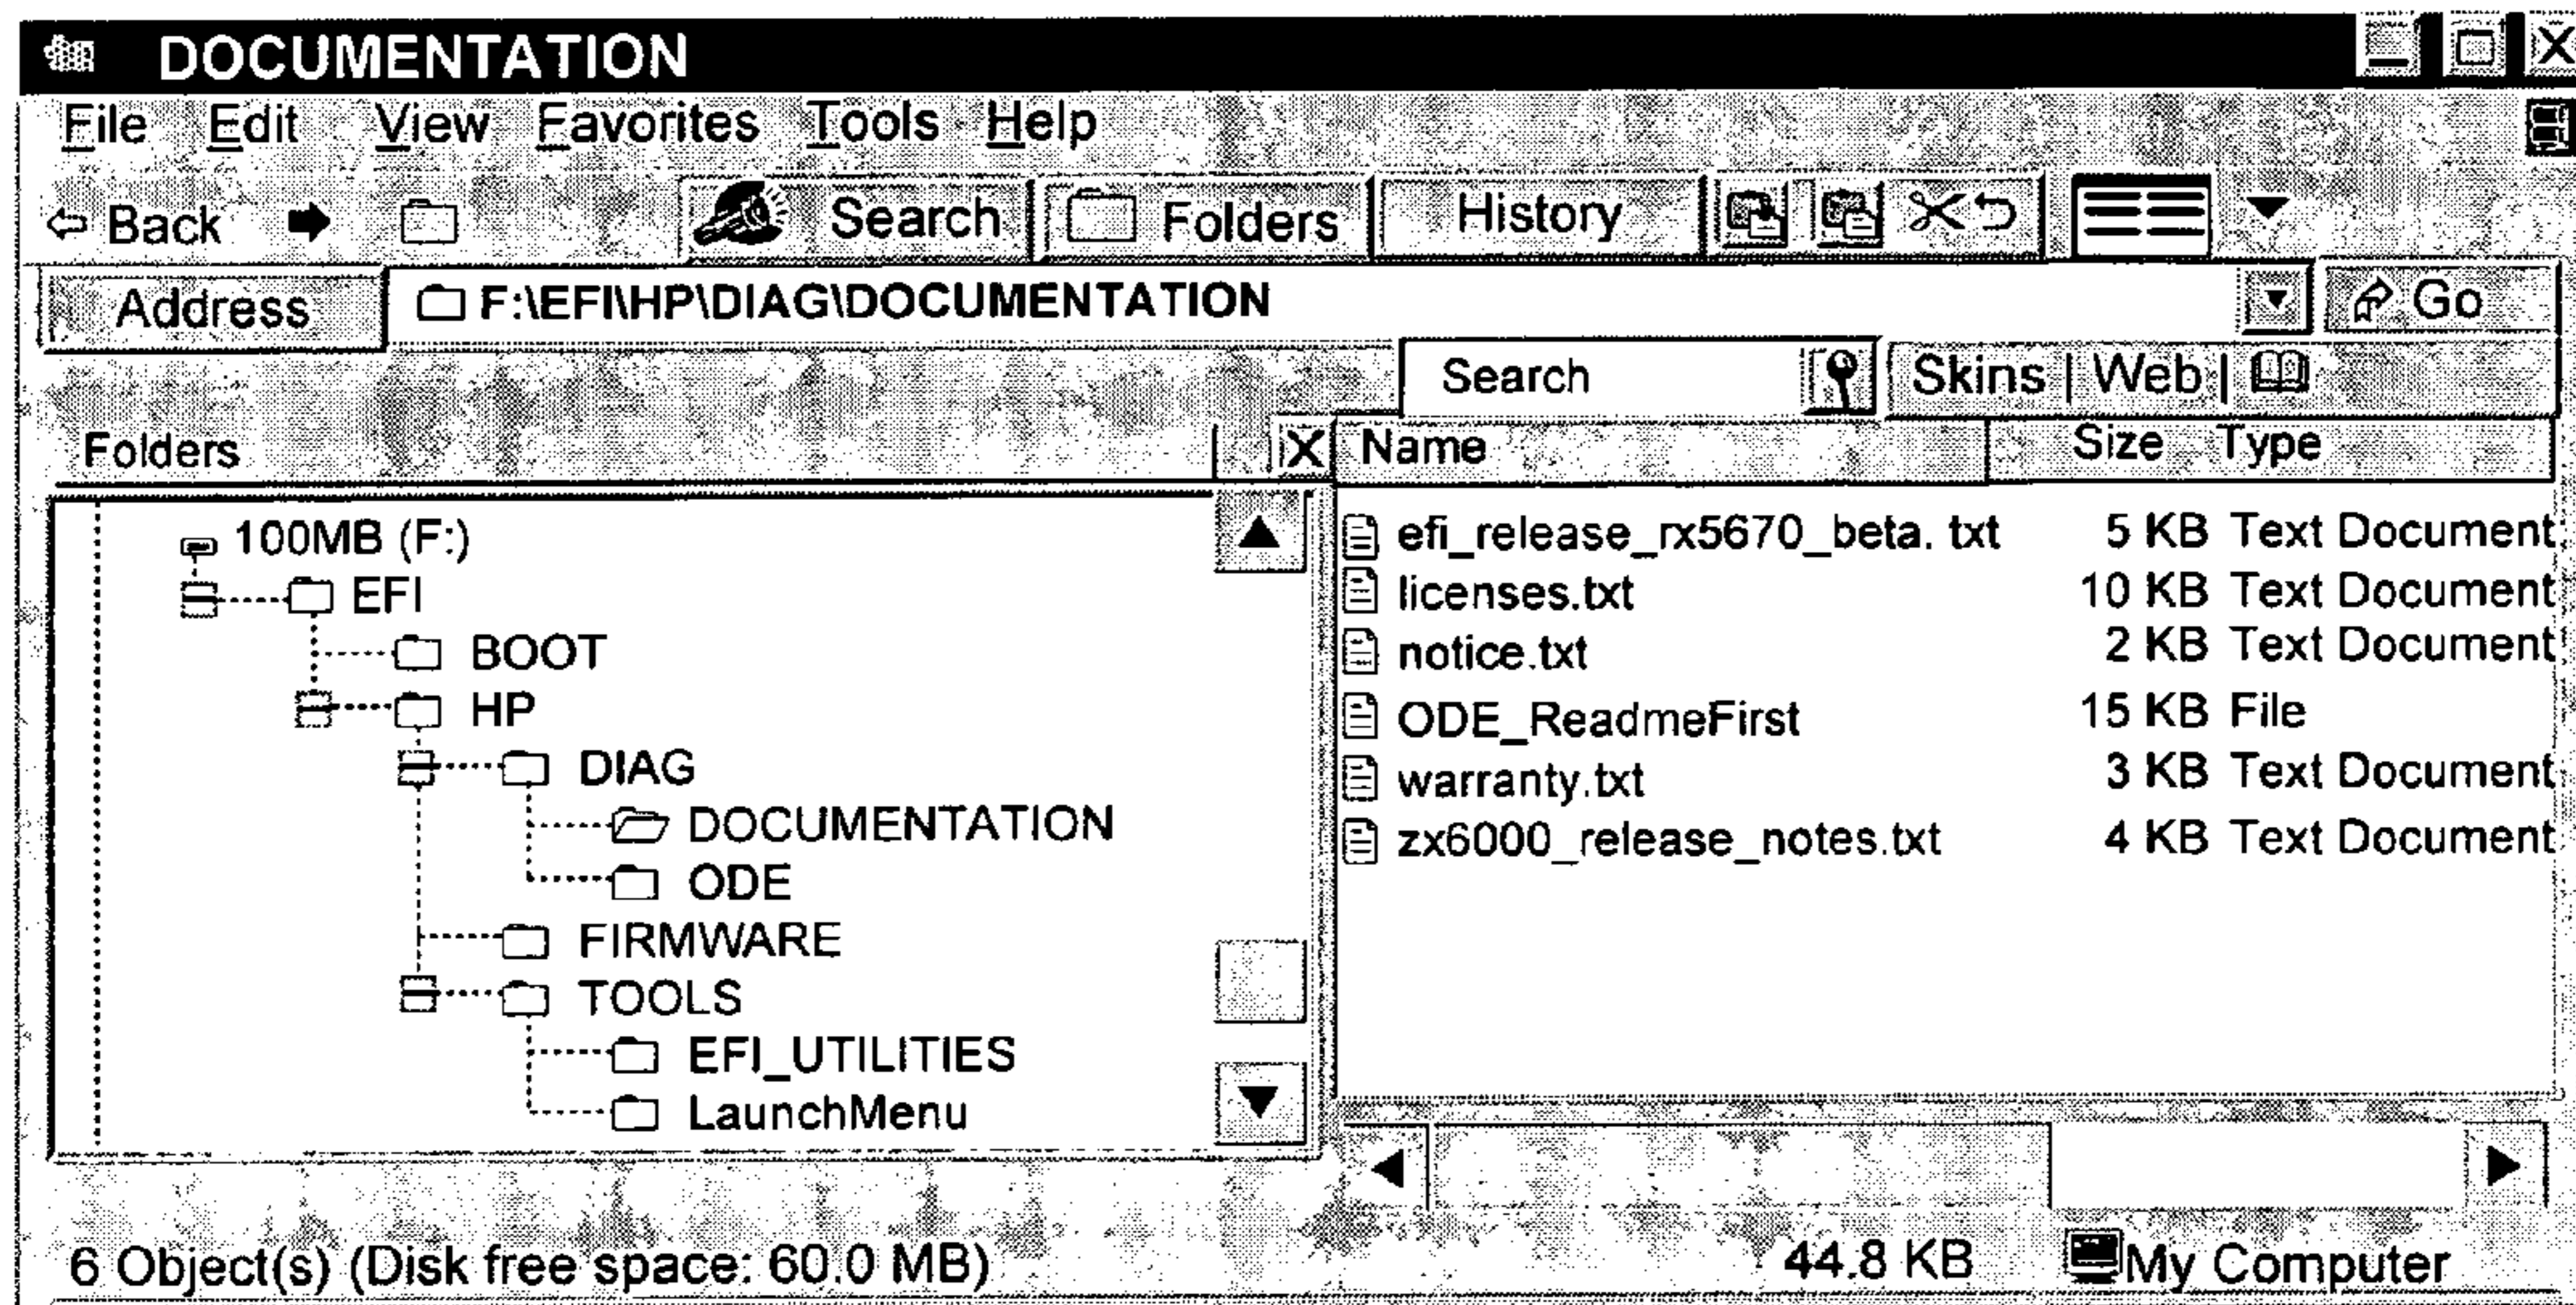 DOCUMENTATION
File Edit View Favorites Tools Help
Back Search Folders History
Address F:\EFI\HP\DIAG\DOCUMENTATION Go
Search Skins | Web |
Folders X Name Size Type
100MB (F:)
EFI
BOOT
HP
DIAG
DOCUMENTATION
ODE
FIRMWARE
TOOLS
EFI_UTILITIES
LaunchMenu
efi_release_rx5670_beta. txt 5 KB Text Document
licenses.txt 10 KB Text Document
notice.txt 2 KB Text Document
ODE_ReadmeFirst 15 KB File
warranty.txt 3 KB Text Document
zx6000_release_notes.txt 4 KB Text Document
6 Object(s) (Disk free space: 60.0 MB) 44.8 KB My Computer